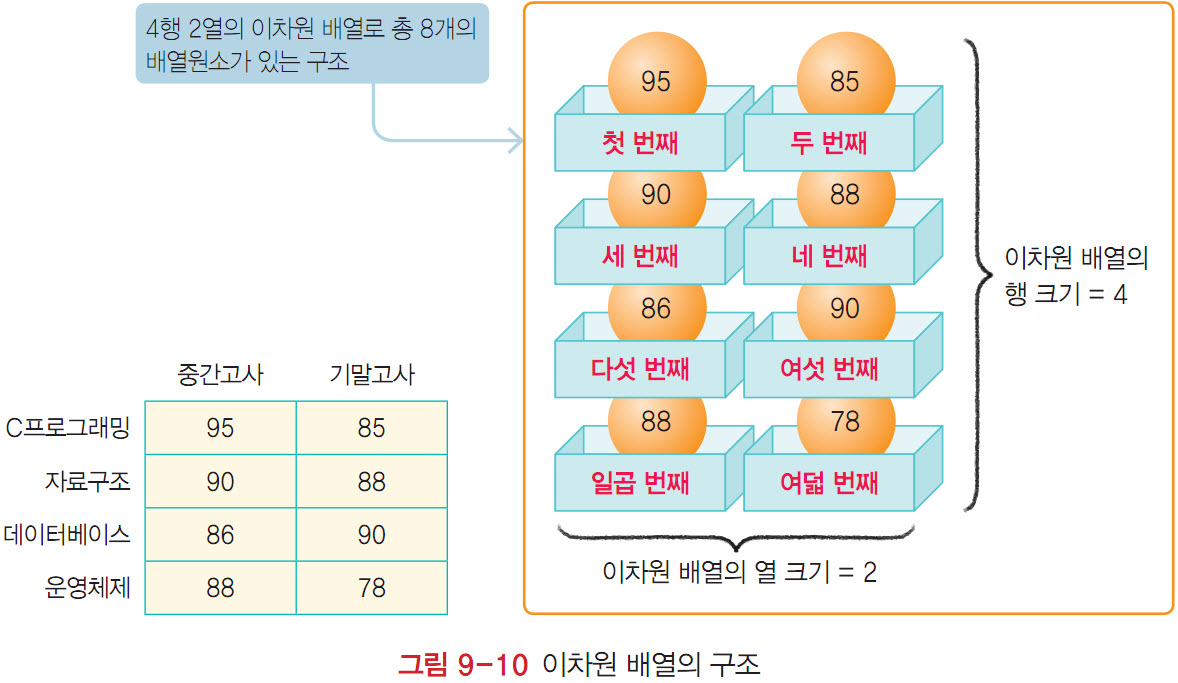 4행 2열의 이차원 배열로 총 8개의
배열원소가 있는 구조
95 85
첫 번째 두 번째
90 88
세 번째 네 번째
86 90
다섯 번째 여섯 번째
88 78
일곱 번째 여덟 번째
이차원 배열의
행 크기 = 4
이차원 배열의 열 크기 = 2
중간고사 기말고사
C프로그래밍 95 85
자료구조 90 88
데이터베이스 86 90
운영체제 88 78
그림 9-10 이차원 배열의 구조